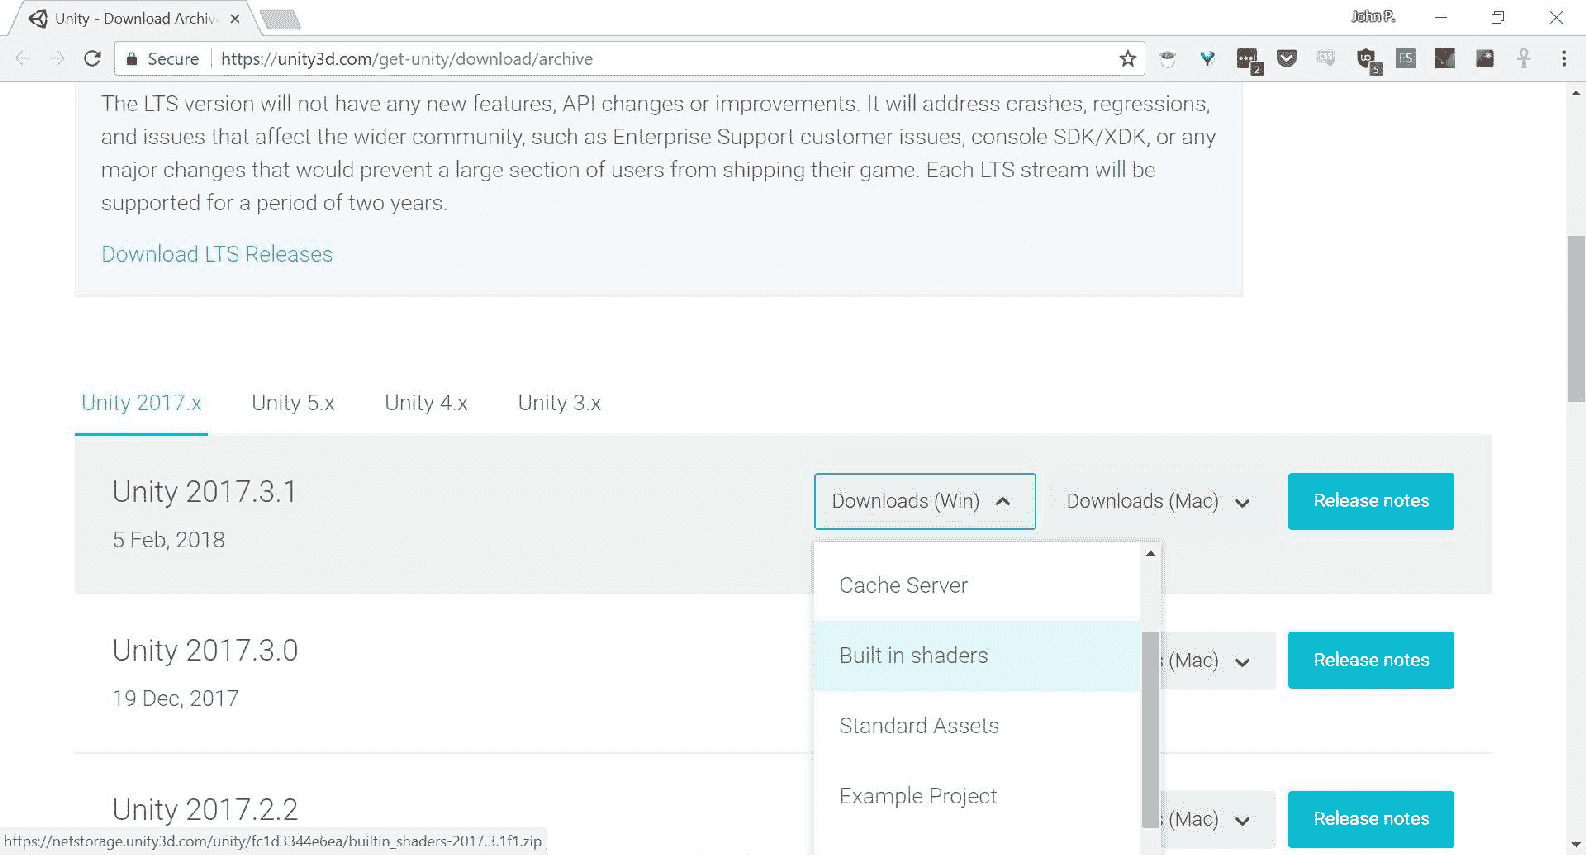 Unity - Download Archiv
John P.
Secure https://unity3d.com/get-unity/download/archive
2
5
FS
The LTS version will not have any new features, API changes or improvements. It will address crashes, regressions,
and issues that affect the wider community, such as Enterprise Support customer issues, console SDK/XDK, or any
major changes that would prevent a large section of users from shipping their game. Each LTS stream will be
supported for a period of two years.
Download LTS Releases
Unity 2017.x Unity 5.x Unity 4.x Unity 3.x
Unity 2017.3.1
5 Feb, 2018
Downloads (Win) Downloads (Mac) Release notes
Cache Server
Built in shaders
Standard Assets
Example Project
Unity 2017.3.0
19 Dec, 2017
(Mac) Release notes
Unity 2017.2.2
(Mac) Release notes
https://netstorage.unity3d.com/unity/fc1d3344e6ea/builtin_shaders-2017.3.1f1.zip